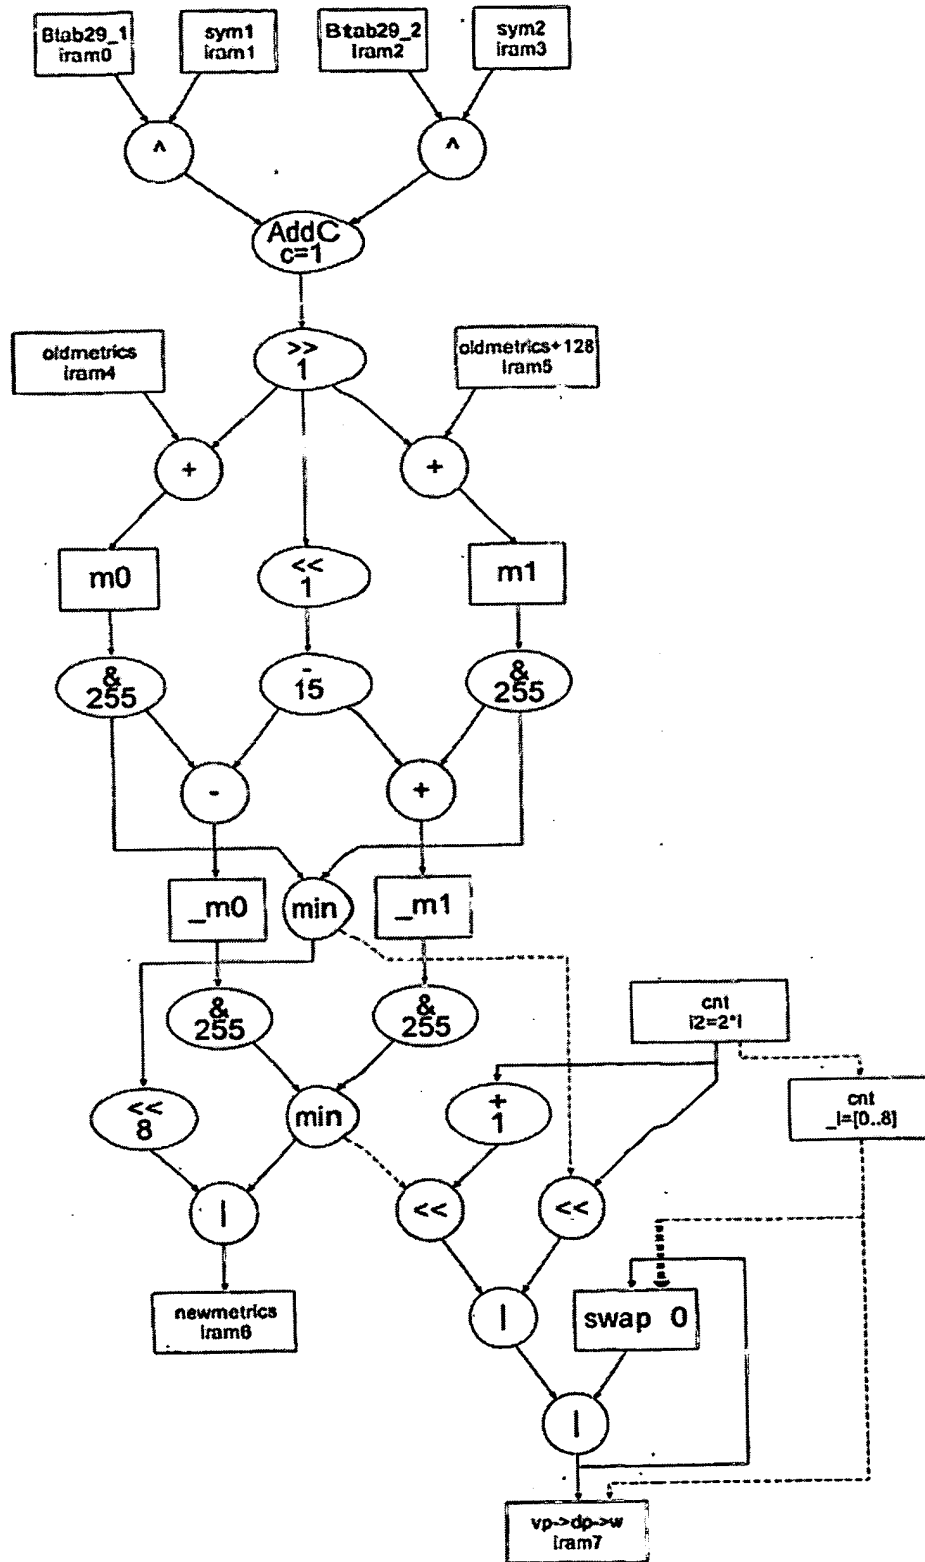 Btab29_1
iram0
sym1
iram1
Btab29_2
iram2
sym2
iram3
^
^
AddC
c=1
oldmetrics
iram4
>>
1
oldmetrics+128
iram5
+
+
m0
<<
1
m1
&
255
-
15
&
255
-
+
_m0
min
_m1
&
255
&
255
cnt
i2=2*i
<<
8
min
+
1
cnt
_i=[0..8]
|
<<
<<
newmetrics
iram6
|
swap 0
|
vp->dp->w
iram7